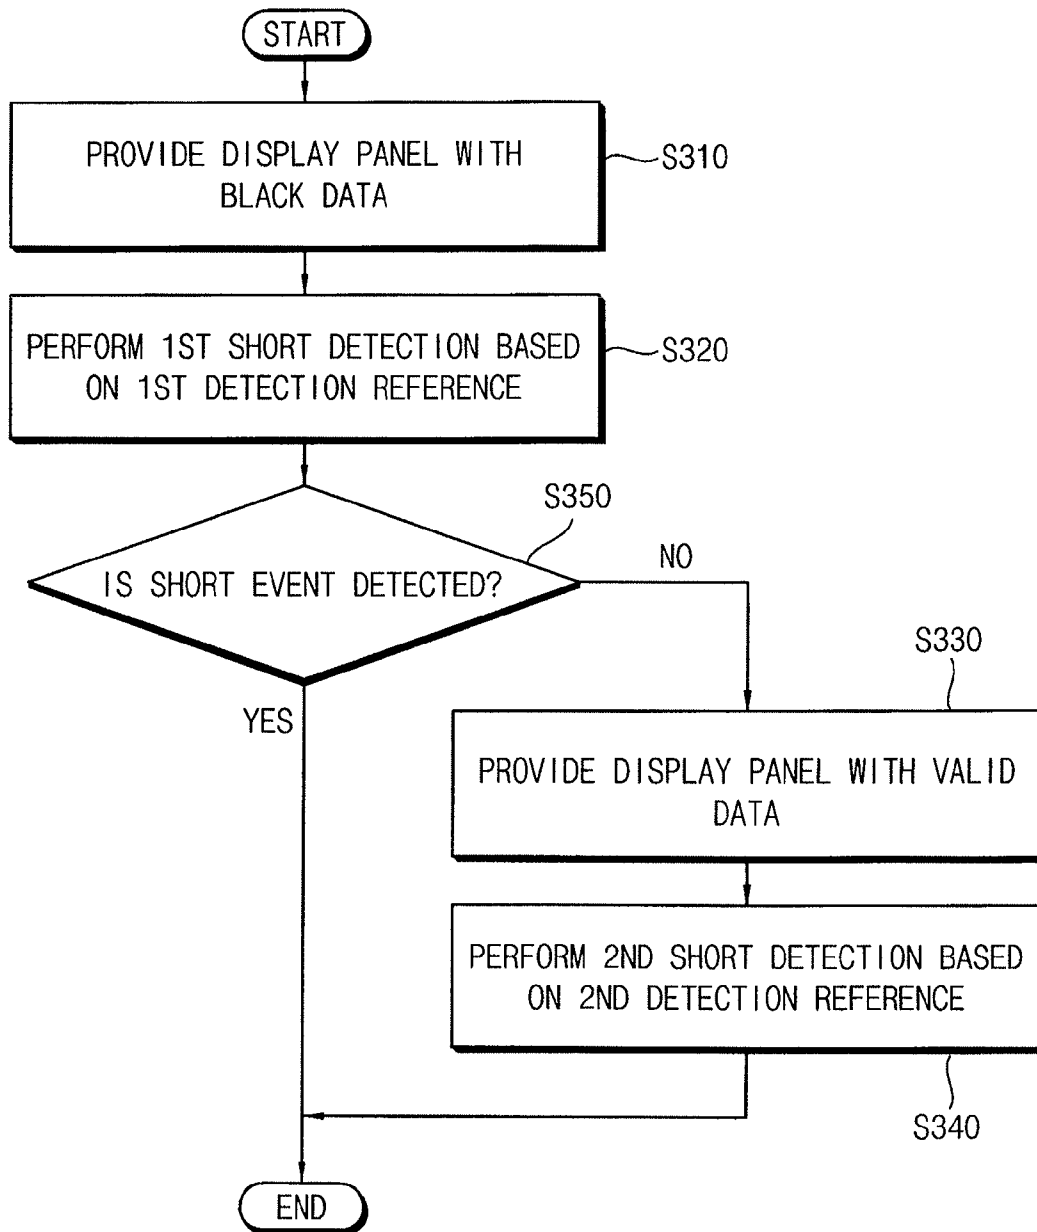 START
PROVIDE DISPLAY PANEL WITH
BLACK DATA
S310
PERFORM 1ST SHORT DETECTION BASED
ON 1ST DETECTION REFERENCE
S320
S350
IS SHORT EVENT DETECTED?
NO
YES
S330
PROVIDE DISPLAY PANEL WITH VALID
DATA
PERFORM 2ND SHORT DETECTION BASED
ON 2ND DETECTION REFERENCE
S340
END